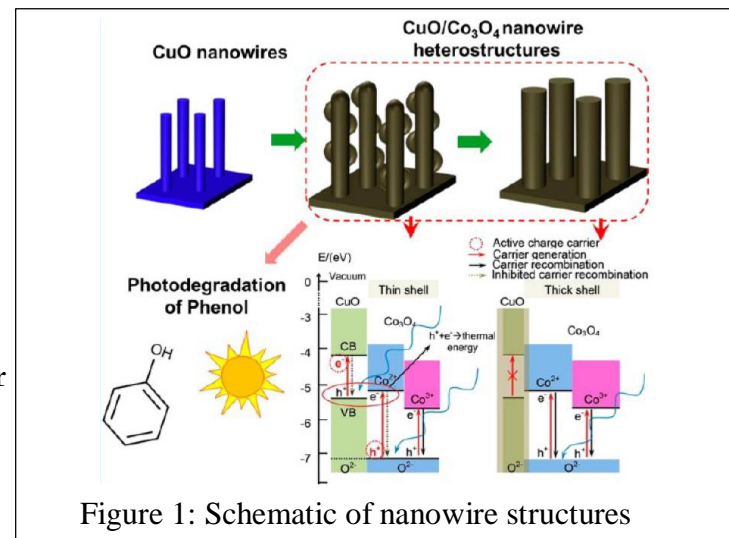 CuO nanowires
CuO/Co₃O₄ nanowire
heterostructures
Photodegradation
of Phenol
OH
E/(eV)
Vacuum
0
-3
-4
-5
-6
-7
Active charge carrier
Carrier generation
Carrier recombination
Inhibited carrier recombination
CuO
Thin shell
Co₃O₄
h⁺+e⁻→thermal
energy
CB
e⁻
h⁺
VB
Co²⁺
e⁻
Co³⁺
e⁻
h⁺
h⁺
O²⁻
O²⁻
CuO
Thick shell
Co₃O₄
Co²⁺
e⁻
Co³⁺
e⁻
h⁺
h⁺
O²⁻
O²⁻
r
Figure 1: Schematic of nanowire structures